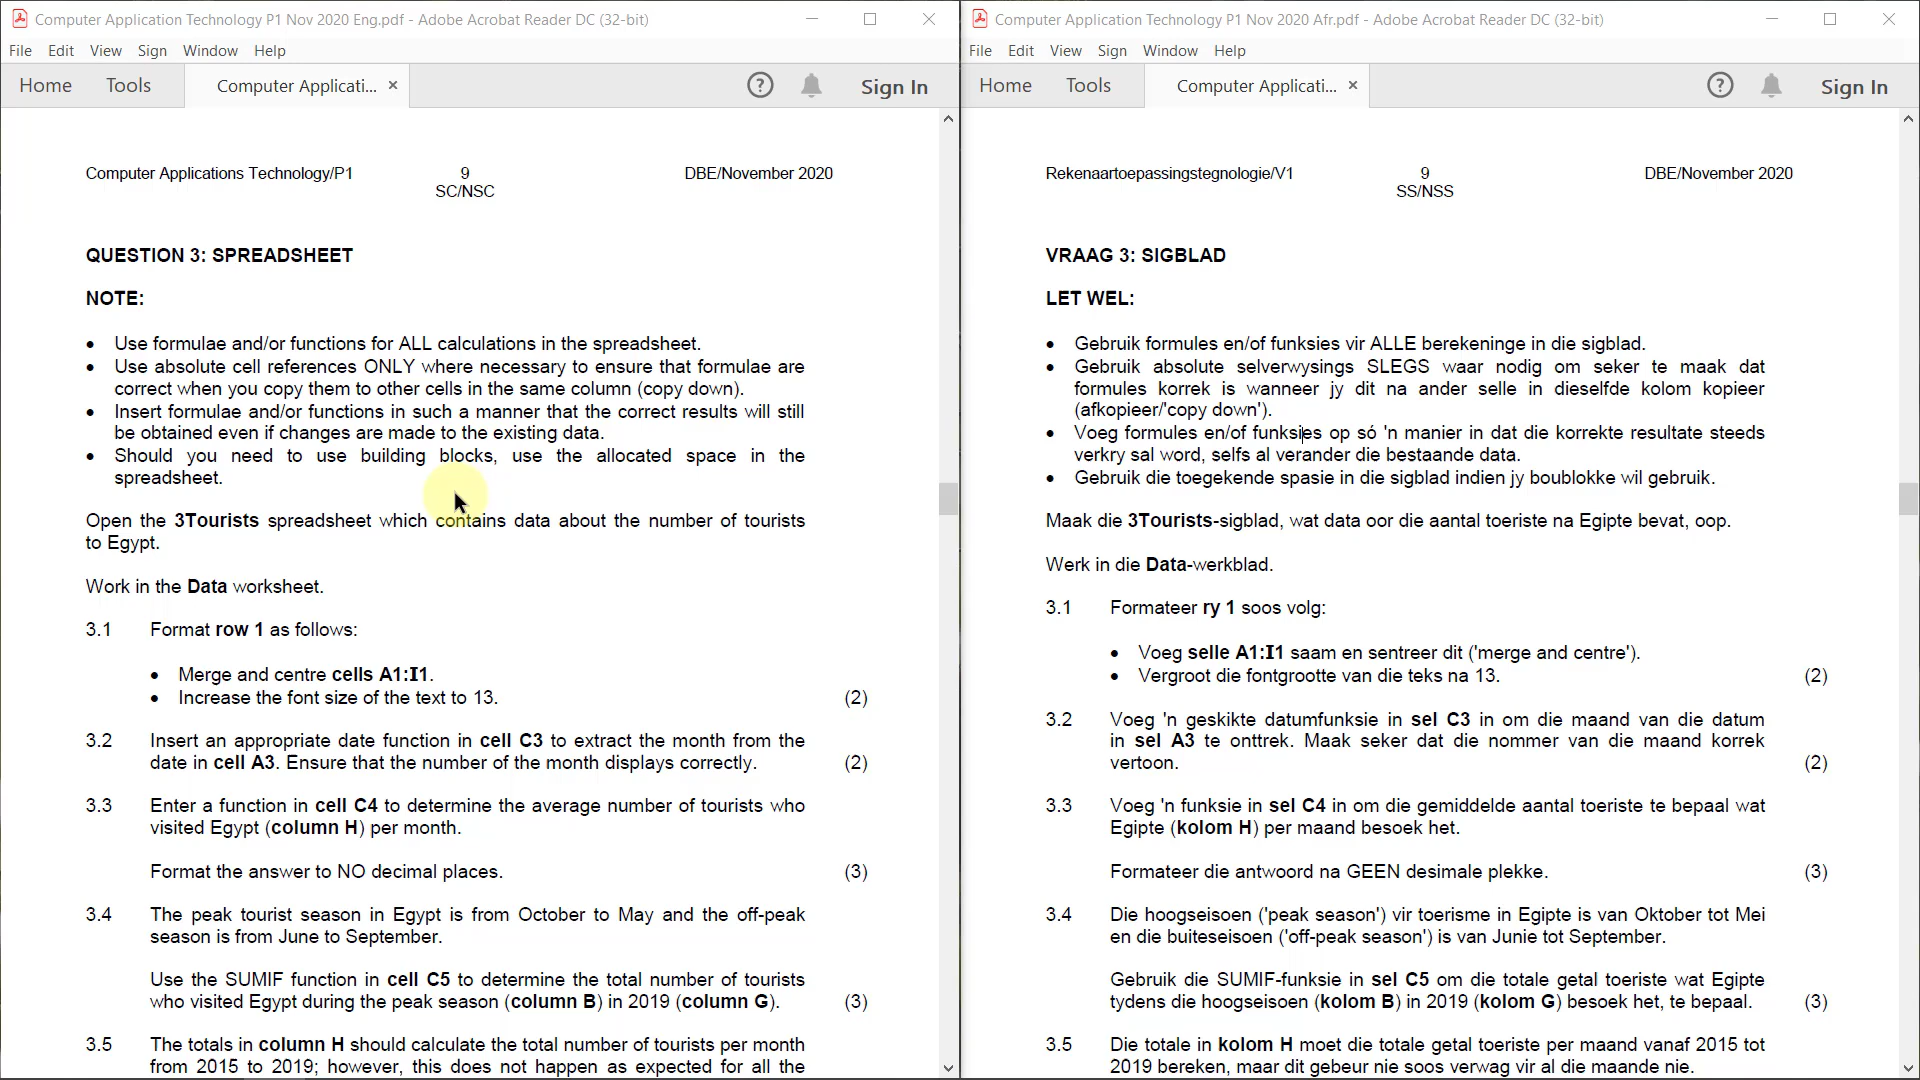 Computer Application Technology P1 Nov 2020 Eng.pdf - Adobe Acrobat Reader DC (32-bit)
File Edit View Sign Window Help
Home Tools Computer Applicati... × ? Sign In
Computer Applications Technology/P1 9 DBE/November 2020
SC/NSC
QUESTION 3: SPREADSHEET
NOTE:
• Use formulae and/or functions for ALL calculations in the spreadsheet.
• Use absolute cell references ONLY where necessary to ensure that formulae are
correct when you copy them to other cells in the same column (copy down).
• Insert formulae and/or functions in such a manner that the correct results will still
be obtained even if changes are made to the existing data.
• Should you need to use building blocks, use the allocated space in the
spreadsheet.
Open the 3Tourists spreadsheet which contains data about the number of tourists
to Egypt.
Work in the Data worksheet.
3.1 Format row 1 as follows:
• Merge and centre cells A1:I1.
• Increase the font size of the text to 13. (2)
3.2 Insert an appropriate date function in cell C3 to extract the month from the
date in cell A3. Ensure that the number of the month displays correctly. (2)
3.3 Enter a function in cell C4 to determine the average number of tourists who
visited Egypt (column H) per month.
Format the answer to NO decimal places. (3)
3.4 The peak tourist season in Egypt is from October to May and the off-peak
season is from June to September.
Use the SUMIF function in cell C5 to determine the total number of tourists
who visited Egypt during the peak season (column B) in 2019 (column G). (3)
3.5 The totals in column H should calculate the total number of tourists per month
from 2015 to 2019; however, this does not happen as expected for all the
Computer Application Technology P1 Nov 2020 Afr.pdf - Adobe Acrobat Reader DC (32-bit)
File Edit View Sign Window Help
Home Tools Computer Applicati... × ? Sign In
Rekenaartoepassingstegnologie/V1 9 DBE/November 2020
SS/NSS
VRAAG 3: SIGBLAD
LET WEL:
• Gebruik formules en/of funksies vir ALLE berekeninge in die sigblad.
• Gebruik absolute selverwysings SLEGS waar nodig om seker te maak dat
formules korrek is wanneer jy dit na ander selle in dieselfde kolom kopieer
(afkopieer/'copy down').
• Voeg formules en/of funksies op só 'n manier in dat die korrekte resultate steeds
verkry sal word, selfs al verander die bestaande data.
• Gebruik die toegekende spasie in die sigblad indien jy boublokke wil gebruik.
Maak die 3Tourists-sigblad, wat data oor die aantal toeriste na Egipte bevat, oop.
Werk in die Data-werkblad.
3.1 Formateer ry 1 soos volg:
• Voeg selle A1:I1 saam en sentreer dit ('merge and centre').
• Vergroot die fontgrootte van die teks na 13. (2)
3.2 Voeg 'n geskikte datumfunksie in sel C3 in om die maand van die datum
in sel A3 te onttrek. Maak seker dat die nommer van die maand korrek
vertoon. (2)
3.3 Voeg 'n funksie in sel C4 in om die gemiddelde aantal toeriste te bepaal wat
Egipte (kolom H) per maand besoek het.
Formateer die antwoord na GEEN desimale plekke. (3)
3.4 Die hoogseisoen ('peak season') vir toerisme in Egipte is van Oktober tot Mei
en die buiteseisoen ('off-peak season') is van Junie tot September.
Gebruik die SUMIF-funksie in sel C5 om die totale getal toeriste wat Egipte
tydens die hoogseisoen (kolom B) in 2019 (kolom G) besoek het, te bepaal. (3)
3.5 Die totale in kolom H moet die totale getal toeriste per maand vanaf 2015 tot
2019 bereken, maar dit gebeur nie soos verwag vir al die maande nie.